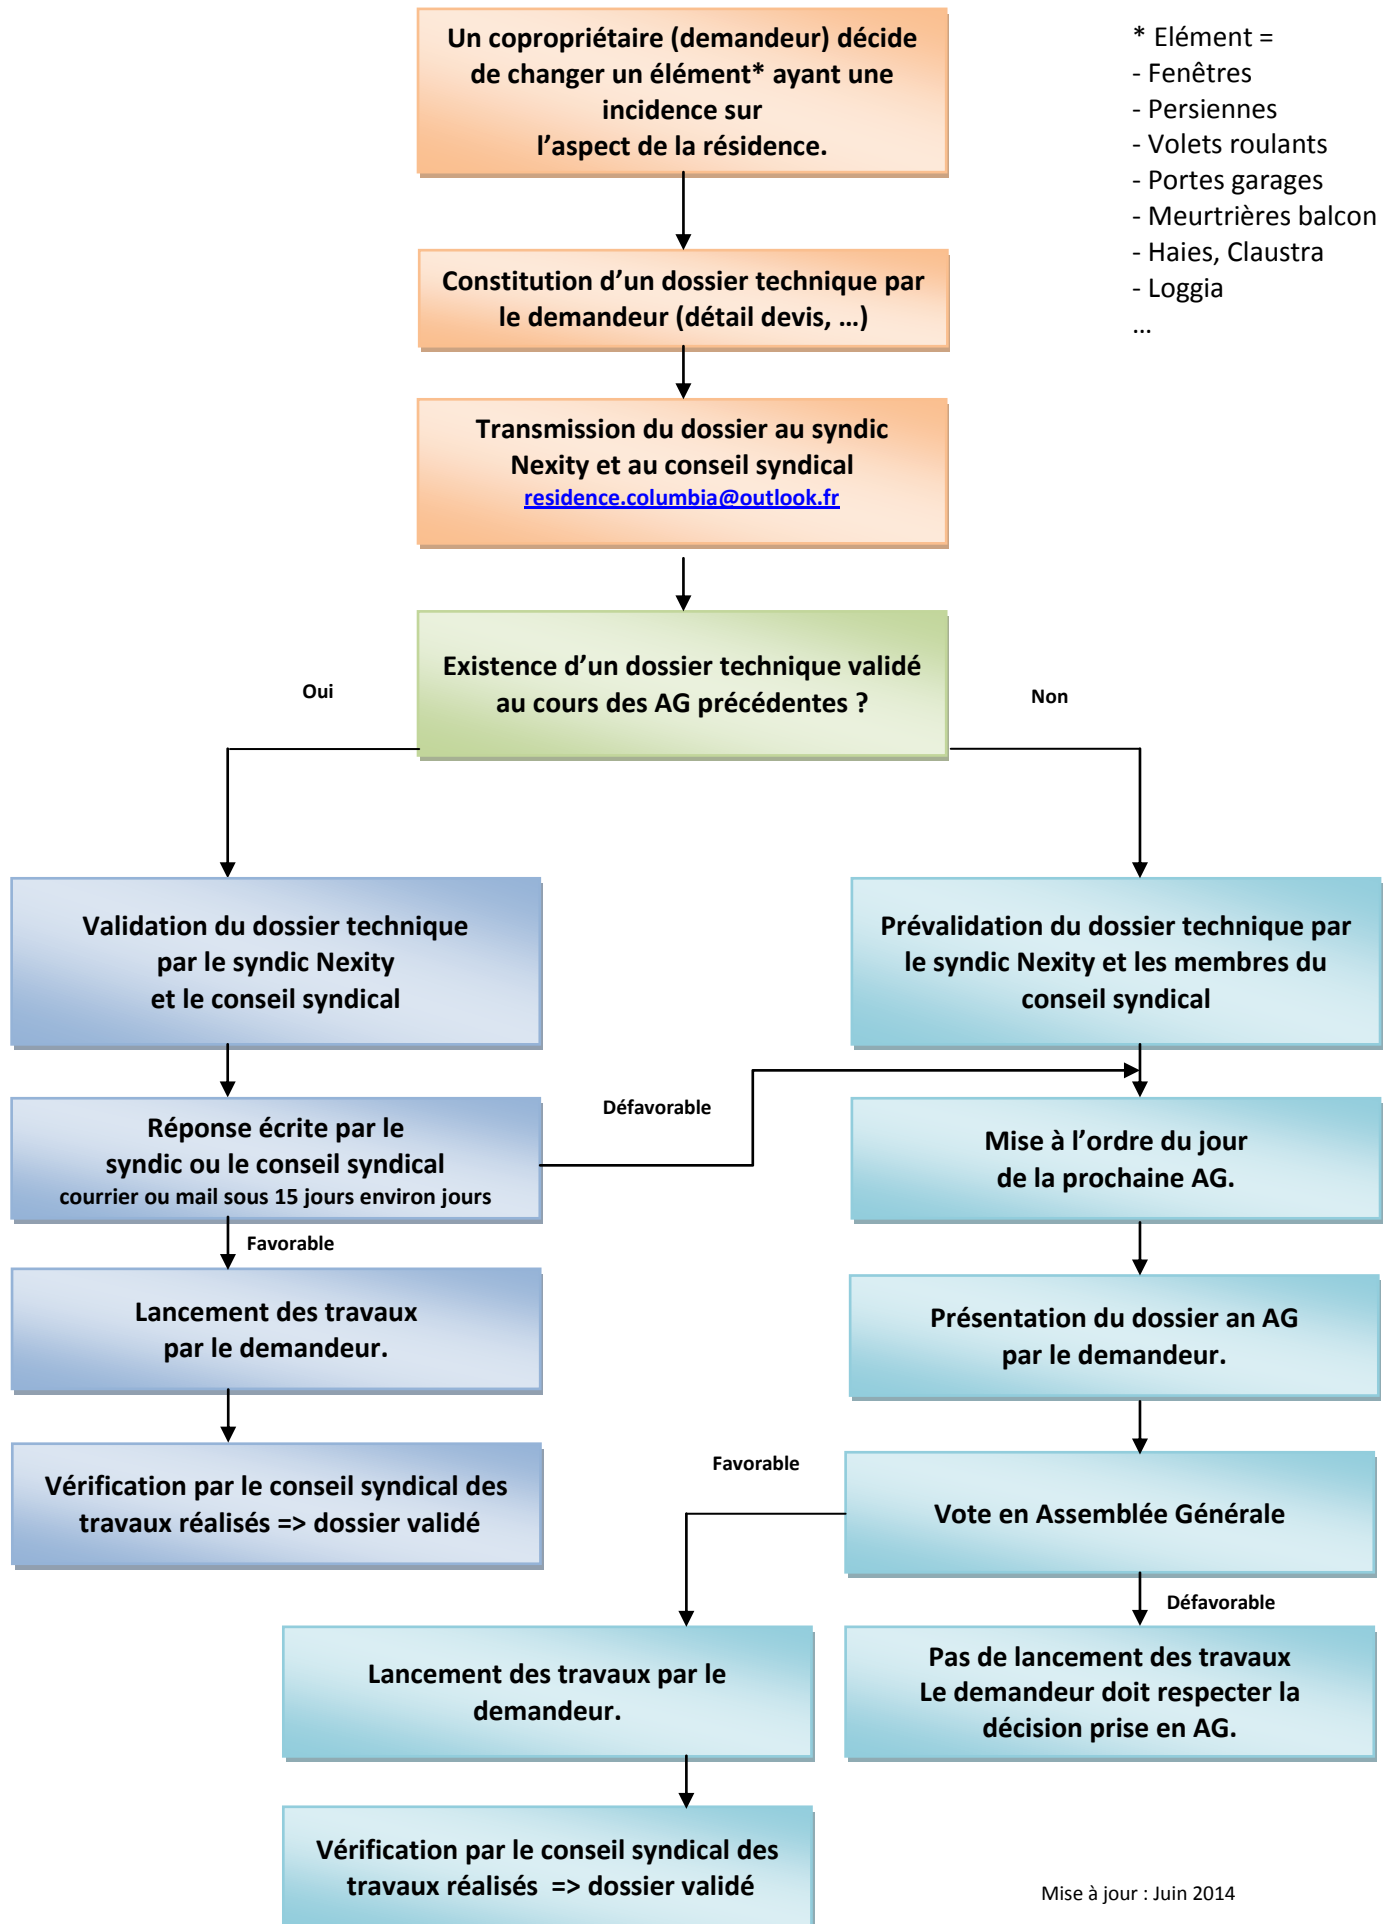 Un copropriétaire (demandeur) décide
de changer un élément* ayant une
incidence sur
l’aspect de la résidence.
* Elément =
- Fenêtres
- Persiennes
- Volets roulants
- Portes garages
- Meurtrières balcon
- Haies, Claustra
- Loggia
...
Constitution d’un dossier technique par
le demandeur (détail devis, …)
Transmission du dossier au syndic
Nexity et au conseil syndical
residence.columbia@outlook.fr
Existence d’un dossier technique validé
au cours des AG précédentes ?
Oui
Non
Validation du dossier technique
par le syndic Nexity
et le conseil syndical
Prévalidation du dossier technique par
le syndic Nexity et les membres du
conseil syndical
Réponse écrite par le
syndic ou le conseil syndical
courrier ou mail sous 15 jours environ jours
Défavorable
Mise à l’ordre du jour
de la prochaine AG.
Favorable
Lancement des travaux
par le demandeur.
Présentation du dossier an AG
par le demandeur.
Vérification par le conseil syndical des
travaux réalisés => dossier validé
Favorable
Vote en Assemblée Générale
Défavorable
Lancement des travaux par le
demandeur.
Pas de lancement des travaux
Le demandeur doit respecter la
décision prise en AG.
Vérification par le conseil syndical des
travaux réalisés => dossier validé
Mise à jour : Juin 2014